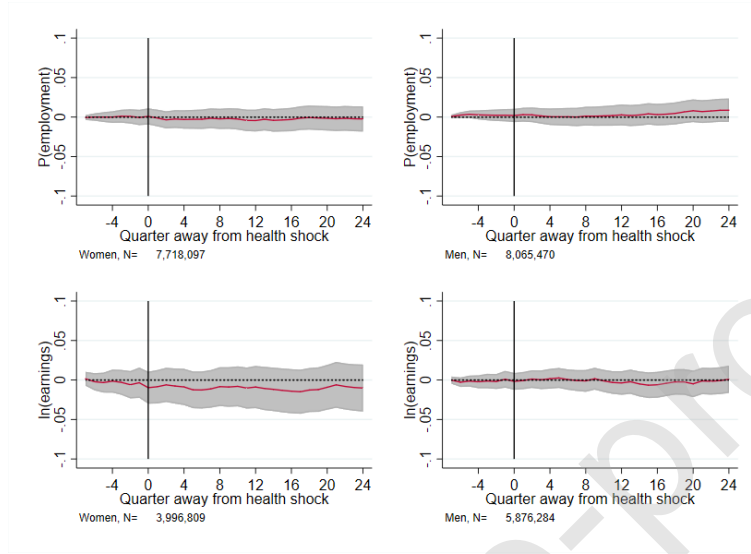 P(employment)
.1
.05
0
-.05
-.1
-4 0 4 8 12 16 20 24
Quarter away from health shock
Women, N= 7,718,097
P(employment)
.1
.05
0
-.05
-.1
-4 0 4 8 12 16 20 24
Quarter away from health shock
Men, N= 8,065,470
ln(earnings)
.1
.05
0
-.05
-.1
-4 0 4 8 12 16 20 24
Quarter away from health shock
Women, N= 3,996,809
ln(earnings)
.1
.05
0
-.05
-.1
-4 0 4 8 12 16 20 24
Quarter away from health shock
Men, N= 5,876,284